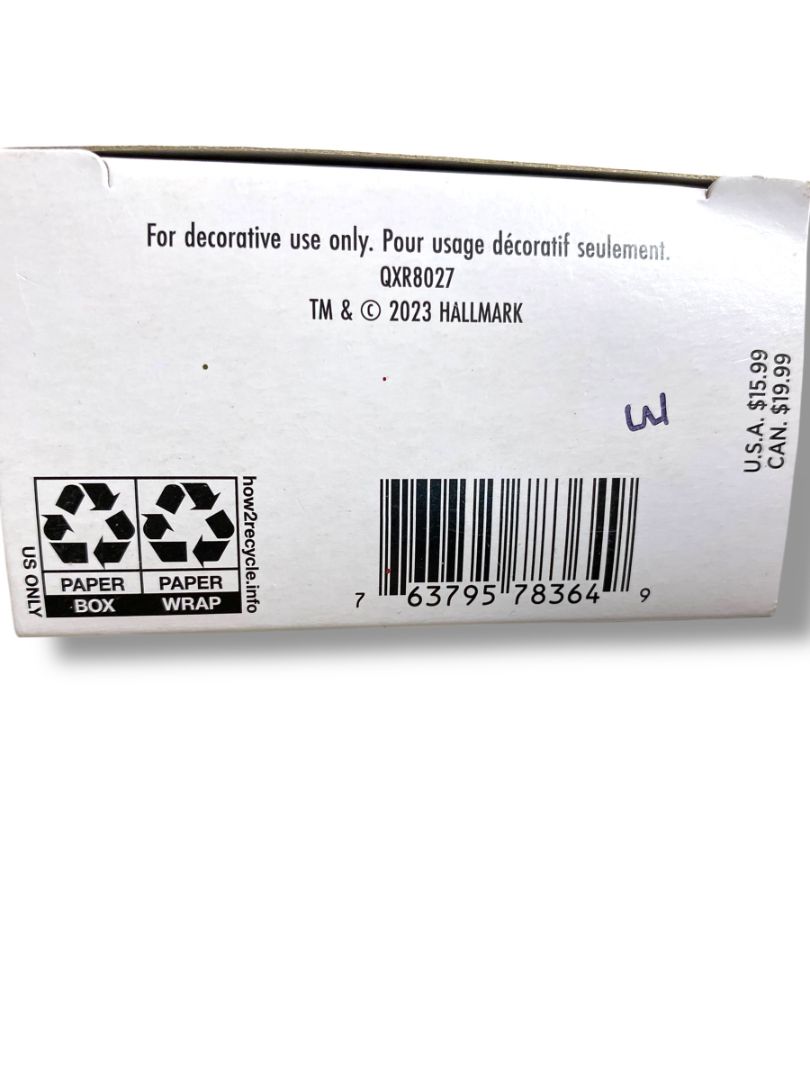 For decorative use only. Pour usage décoratif seulement.
QXR8027
TM & © 2023 HALLMARK
U.S.A. $15.99
CAN. $19.99
US ONLY
PAPER
BOX
PAPER
WRAP
how2recycle.info
7 63795 78364 9